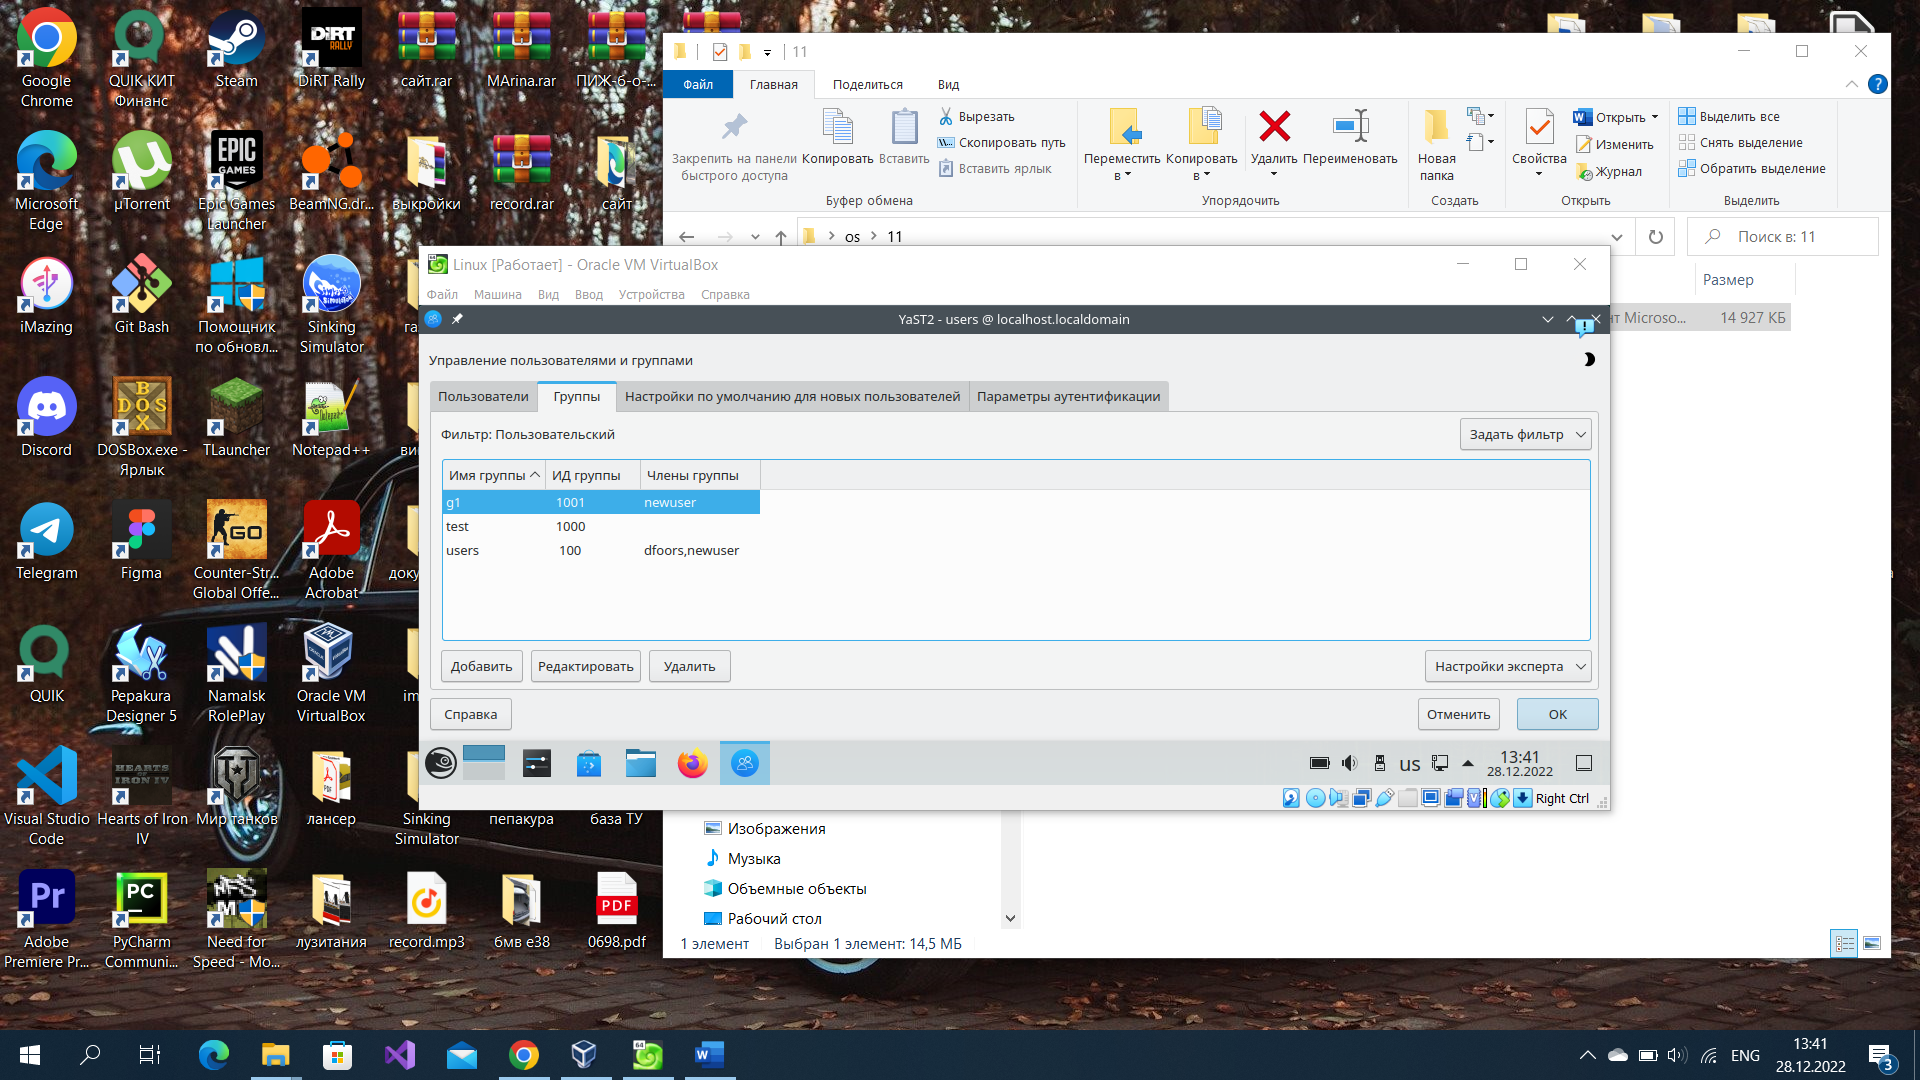 Google
Chrome
QUIK КИТ
Финанс
Steam
DiRT Rally
сайт.rar
MArina.rar
ПИЖ-б-о-...
Microsoft
Edge
µTorrent
Epic Games
Launcher
BeamNG.dr...
выкройки
record.rar
сайт
iMazing
Git Bash
Помощник
по обновл...
Sinking
Simulator
Discord
DOSBox.exe -
Ярлык
TLauncher
Notepad++
Telegram
Figma
Counter-Str...
Global Offe...
Adobe
Acrobat
QUIK
Pepakura
Designer 5
Namalsk
RolePlay
Oracle VM
VirtualBox
Visual Studio
Code
Hearts of Iron
IV
Мир танков
лансер
Sinking
Simulator
пепакура
база ТУ
Adobe
Premiere Pr...
PyCharm
Communi...
Need for
Speed - Mo...
лузитания
record.mp3
бмв е38
0698.pdf
11
Файл
Главная
Поделиться
Вид
Закрепить на панели
быстрого доступа
Копировать
Вставить
Вырезать
Скопировать путь
Вставить ярлык
Буфер обмена
Переместить
в
Копировать
в
Удалить
Переименовать
Упорядочить
Новая
папка
Создать
Свойства
Открыть
Изменить
Журнал
Открыть
Выделить все
Снять выделение
Обратить выделение
Выделить
os
11
Поиск в: 11
Размер
нт Microso...
14 927 КБ
Linux [Работает] - Oracle VM VirtualBox
Файл
Машина
Вид
Ввод
Устройства
Справка
YaST2 - users @ localhost.localdomain
Управление пользователями и группами
Пользователи
Группы
Настройки по умолчанию для новых пользователей
Параметры аутентификации
Фильтр: Пользовательский
Задать фильтр
Имя группы
ИД группы
Члены группы
g1 1001 newuser
test 1000
users 100 dfoors,newuser
Добавить
Редактировать
Удалить
Настройки эксперта
Справка
Отменить
OK
us
13:41
28.12.2022
Right Ctrl
Изображения
Музыка
Объемные объекты
Рабочий стол
1 элемент
Выбран 1 элемент: 14,5 МБ
ENG
13:41
28.12.2022
3